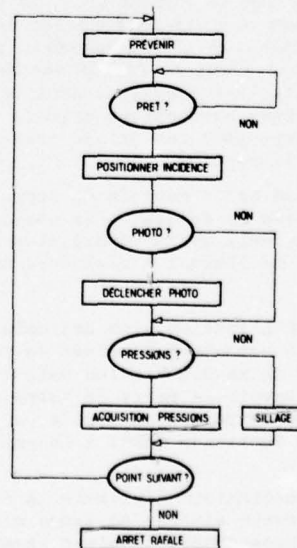 PRÉVENIR
PRET ?
NON
POSITIONNER INCIDENCE
NON
PHOTO ?
DÉCLENCHER PHOTO
NON
PRESSIONS ?
ACQUISITION PRESSIONS
SILLAGE
POINT SUIVANT ?
NON
ARRET RAFALE